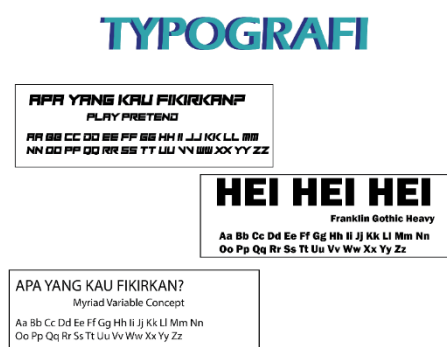 TYPOGRAFI
APA YANG KAU FIKIRKAN?
PLAY PRETEND
AA BB CC DD EE FF GG HH II JJ KK LL MM
NN OO PP QQ RR SS TT UU VV WW XX YY ZZ
HEI HEI HEI
Franklin Gothic Heavy
Aa Bb Cc Dd Ee Ff Gg Hh Ii Jj Kk Ll Mm Nn
Oo Pp Qq Rr Ss Tt Uu Vv Ww Xx Yy Zz
APA YANG KAU FIKIRKAN?
Myriad Variable Concept
Aa Bb Cc Dd Ee Ff Gg Hh Ii Jj Kk Ll Mm Nn
Oo Pp Qq Rr Ss Tt Uu Vv Ww Xx Yy Zz